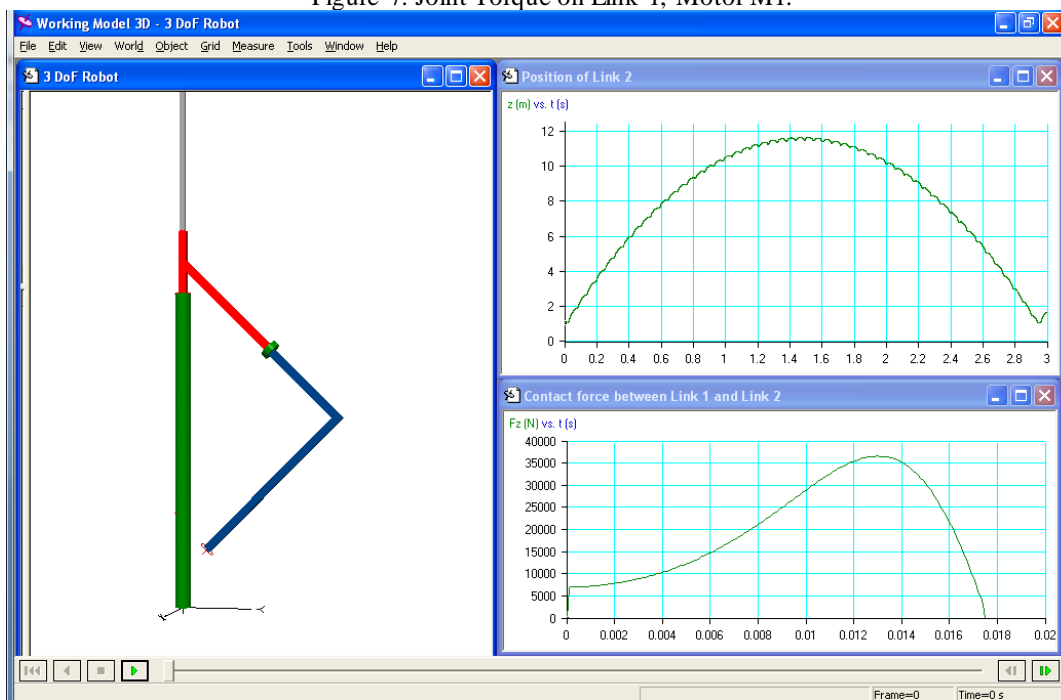 Figure 7: Joint Torque on Link 1, Motor M1.
Working Model 3D - 3 DoF Robot
File Edit View World Object Grid Measure Tools Window Help
3 DoF Robot
Position of Link 2
z (m) vs. t (s)
12
10
8
6
4
2
0
0 0.2 0.4 0.6 0.8 1 1.2 1.4 1.6 1.8 2 2.2 2.4 2.6 2.8 3
Contact force between Link 1 and Link 2
Fz (N) vs. t (s)
40000
35000
30000
25000
20000
15000
10000
5000
0
0 0.002 0.004 0.006 0.008 0.01 0.012 0.014 0.016 0.018 0.02
Frame=0 Time=0 s